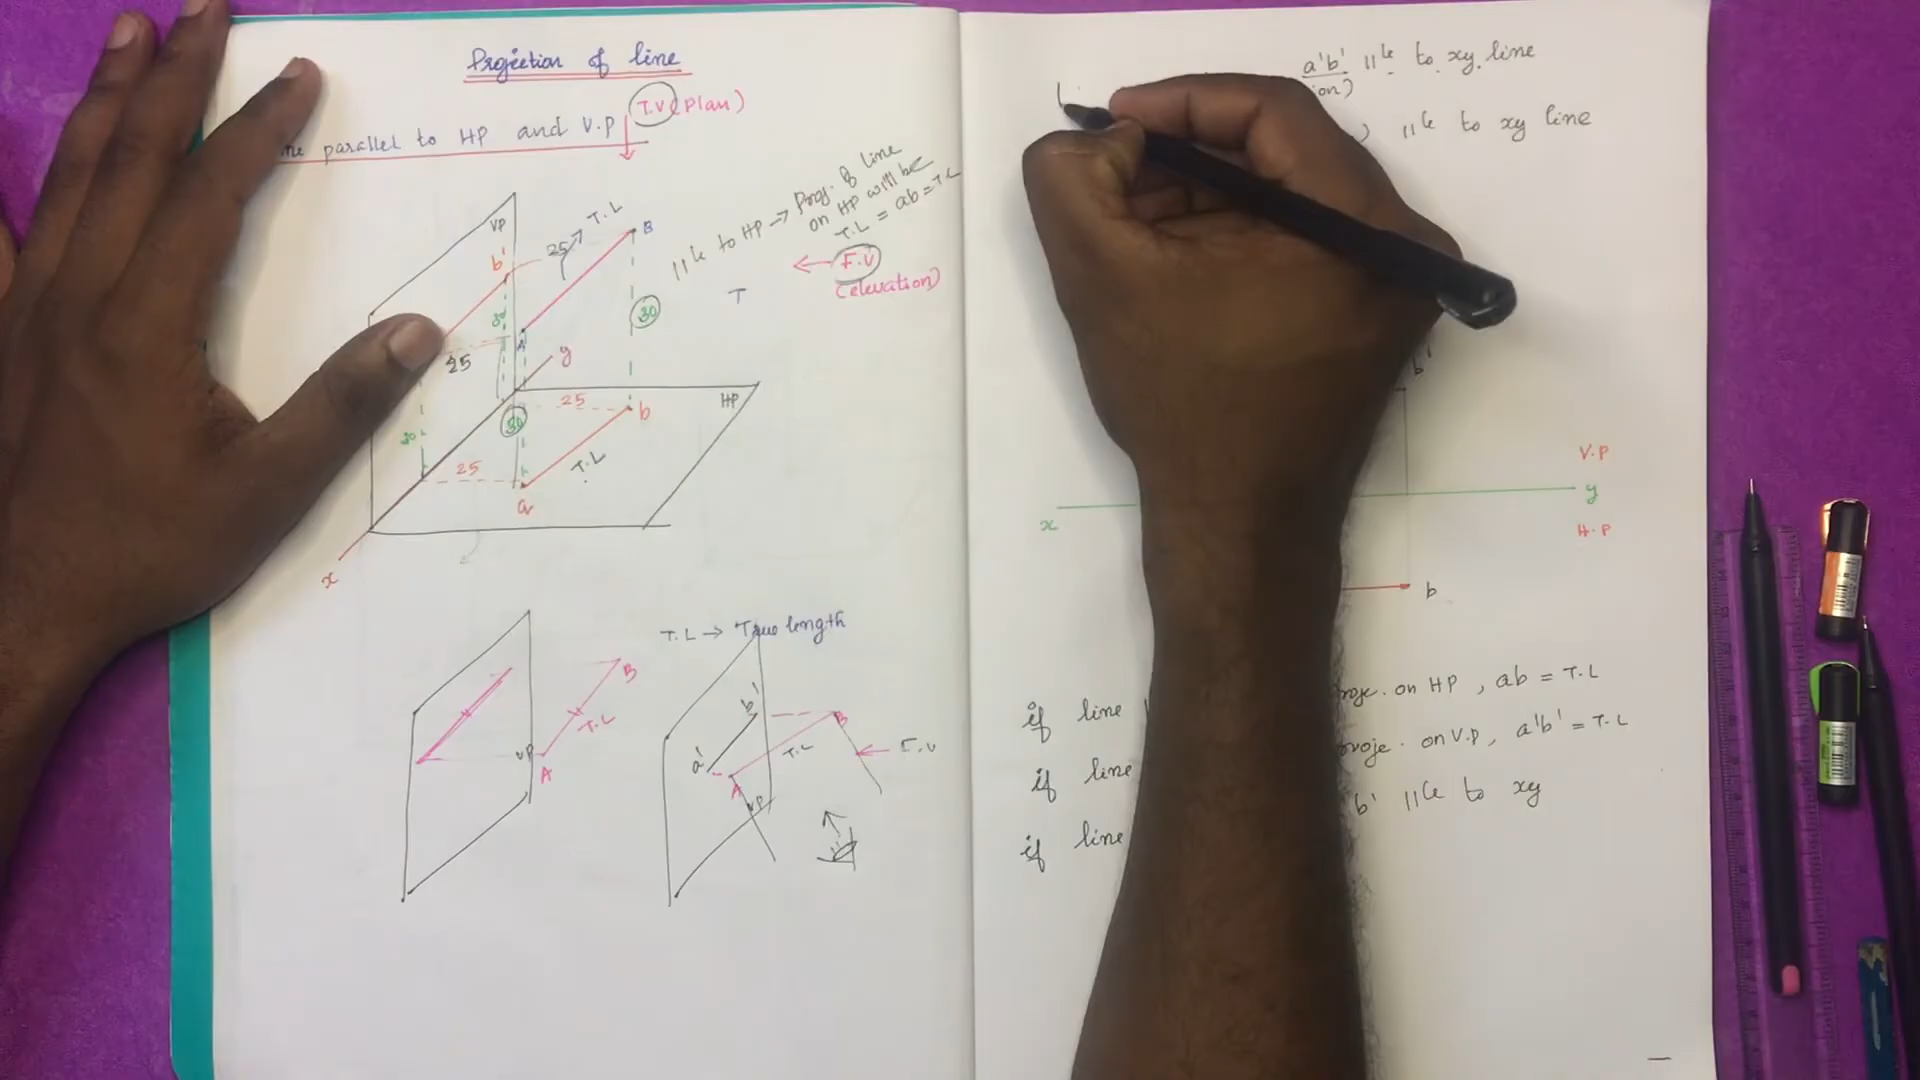 Projection of line
T.V (Plan)
parallel to HP and V.P
VP
T.L
B
25
b'
30
A
y
25
30
25
b
HP
30
30
25
T.L
a
x
11le to HP → Proj. of line
on HP will be
T.L = ab = T.L
F.V
(elevation)
T
T.L → True length
B
T.L
VP
A
b'
a'
B
T.L
A
VP
F.V
a'b' 11le to xy line
ion)
) 11le to xy line
b'
V.P
x
y
H.P
b
if line
proje. on HP, ab = T.L
if line
proje. on V.P, a'b' = T.L
if line
b' 11le to xy